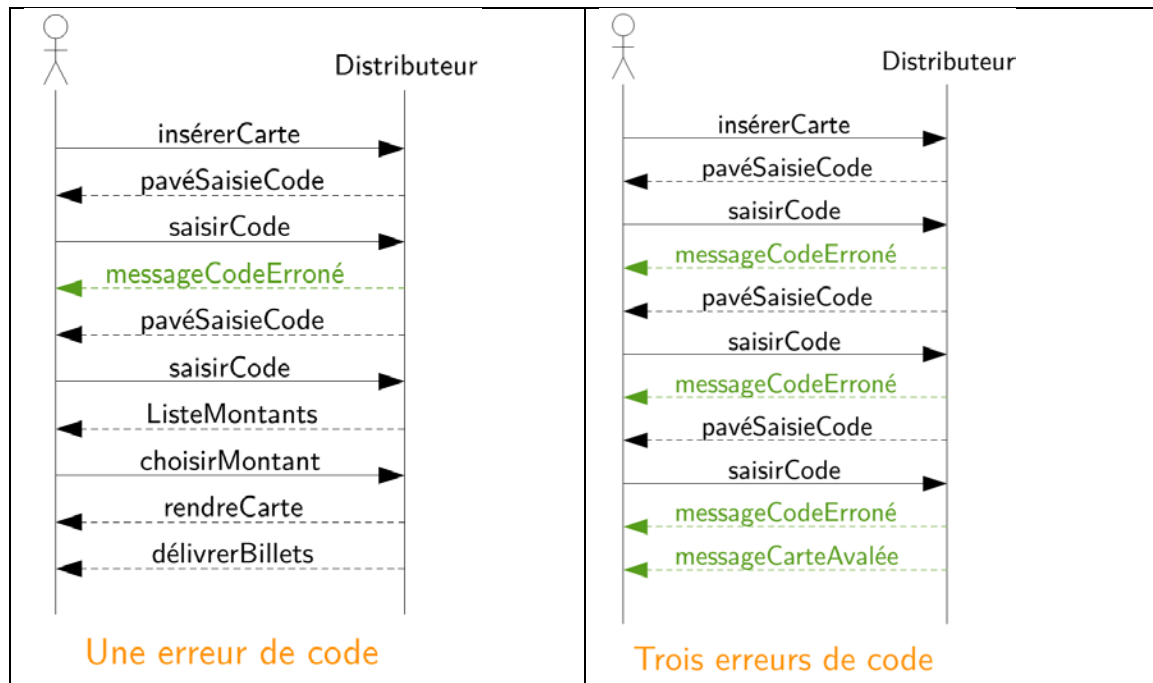 Distributeur
insérerCarte
pavéSaisieCode
saisirCode
messageCodeErroné
pavéSaisieCode
saisirCode
ListeMontants
choisirMontant
rendreCarte
délivrerBillets
Une erreur de code
Distributeur
insérerCarte
pavéSaisieCode
saisirCode
messageCodeErroné
pavéSaisieCode
saisirCode
messageCodeErroné
pavéSaisieCode
saisirCode
messageCodeErroné
messageCarteAvalée
Trois erreurs de code